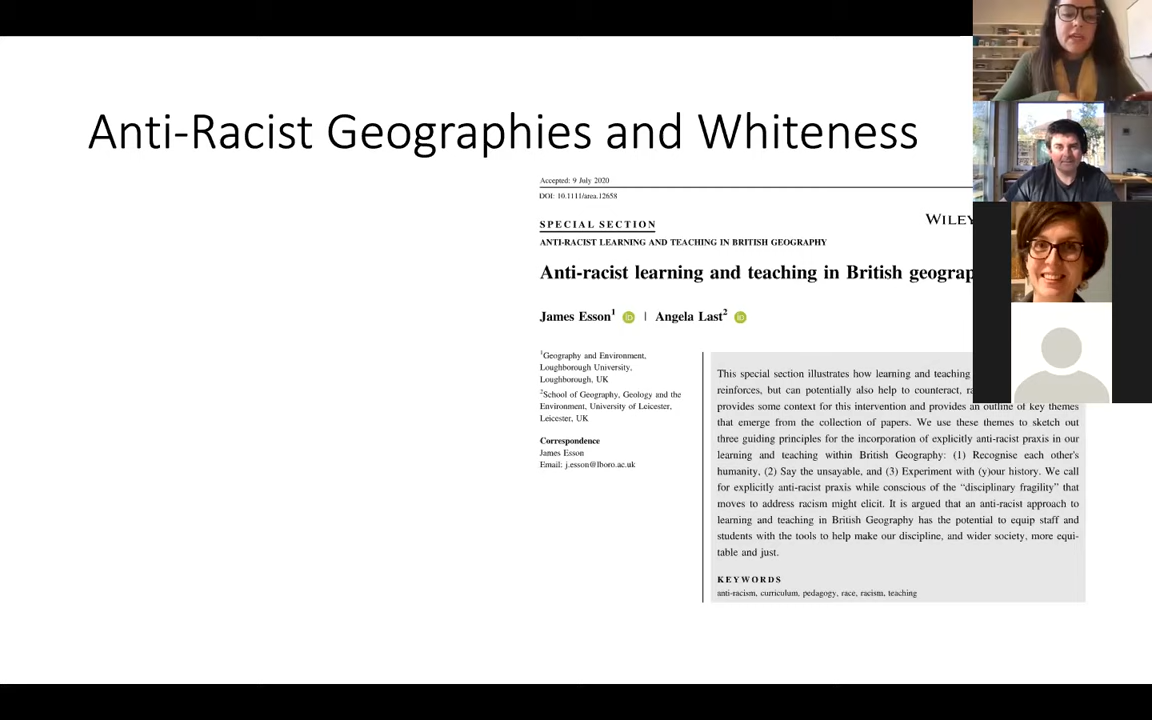 Anti-Racist Geographies and Whiteness
Accepted: 9 July 2020
DOI: 10.1111/area.12658
WILEY
SPECIAL SECTION
ANTI-RACIST LEARNING AND TEACHING IN BRITISH GEOGRAPHY
Anti-racist learning and teaching in British geograp
James Esson1 | Angela Last2
1Geography and Environment,
Loughborough University,
Loughborough, UK
2School of Geography, Geology and the
Environment, University of Leicester,
Leicester, UK
Correspondence
James Esson
Email: j.esson@lboro.ac.uk
This special section illustrates how learning and teaching
reinforces, but can potentially also help to counteract, ra
provides some context for this intervention and provides an outline of key themes
that emerge from the collection of papers. We use these themes to sketch out
three guiding principles for the incorporation of explicitly anti-racist praxis in our
learning and teaching within British Geography: (1) Recognise each other's
humanity, (2) Say the unsayable, and (3) Experiment with (y)our history. We call
for explicitly anti-racist praxis while conscious of the “disciplinary fragility” that
moves to address racism might elicit. It is argued that an anti-racist approach to
learning and teaching in British Geography has the potential to equip staff and
students with the tools to help make our discipline, and wider society, more equi-
table and just.
KEYWORDS
anti-racism, curriculum, pedagogy, race, racism, teaching